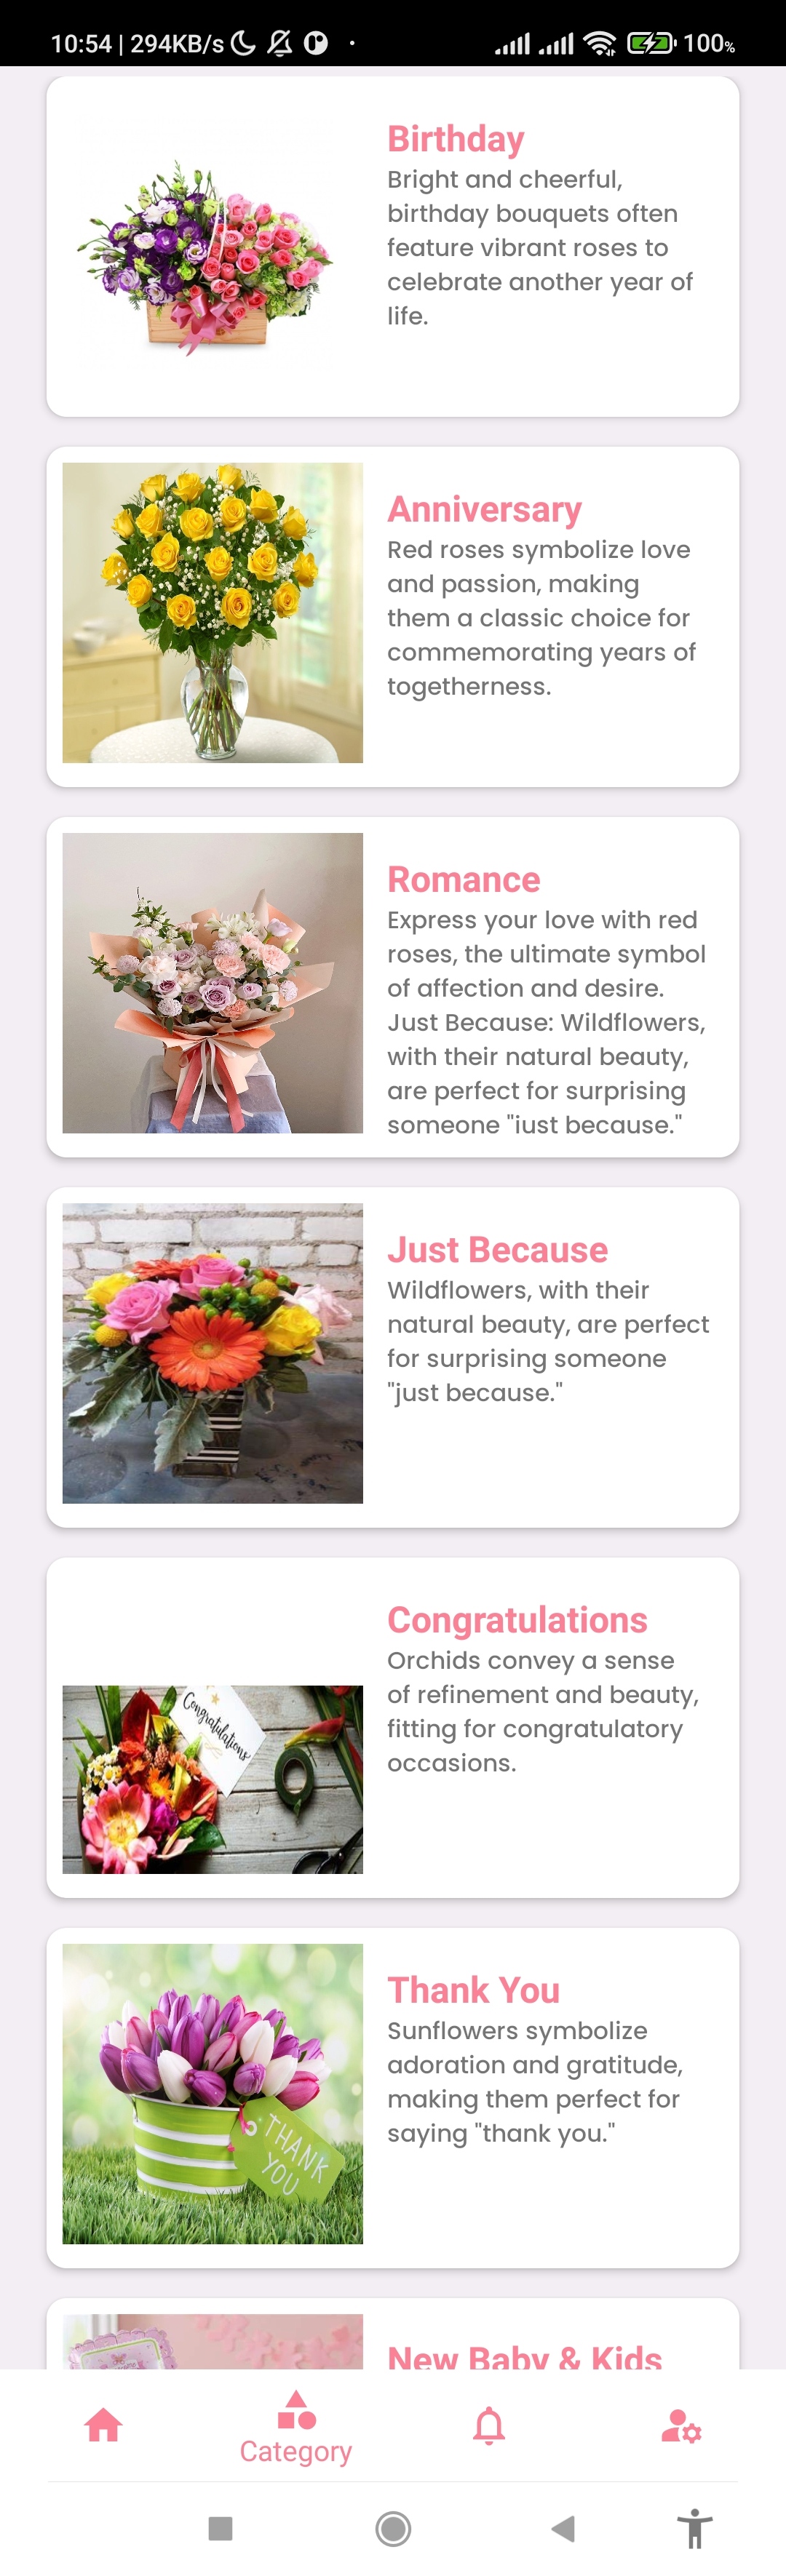 10:54 | 294KB/s
100%
Birthday
Bright and cheerful,
birthday bouquets often
feature vibrant roses to
celebrate another year of
life.
Anniversary
Red roses symbolize love
and passion, making
them a classic choice for
commemorating years of
togetherness.
Romance
Express your love with red
roses, the ultimate symbol
of affection and desire.
Just Because: Wildflowers,
with their natural beauty,
are perfect for surprising
someone "just because."
Just Because
Wildflowers, with their
natural beauty, are perfect
for surprising someone
"just because."
Congratulations
Congratulations
Orchids convey a sense
of refinement and beauty,
fitting for congratulatory
occasions.
Thank You
Sunflowers symbolize
adoration and gratitude,
making them perfect for
saying "thank you."
THANK
YOU
New Baby & Kids
Category